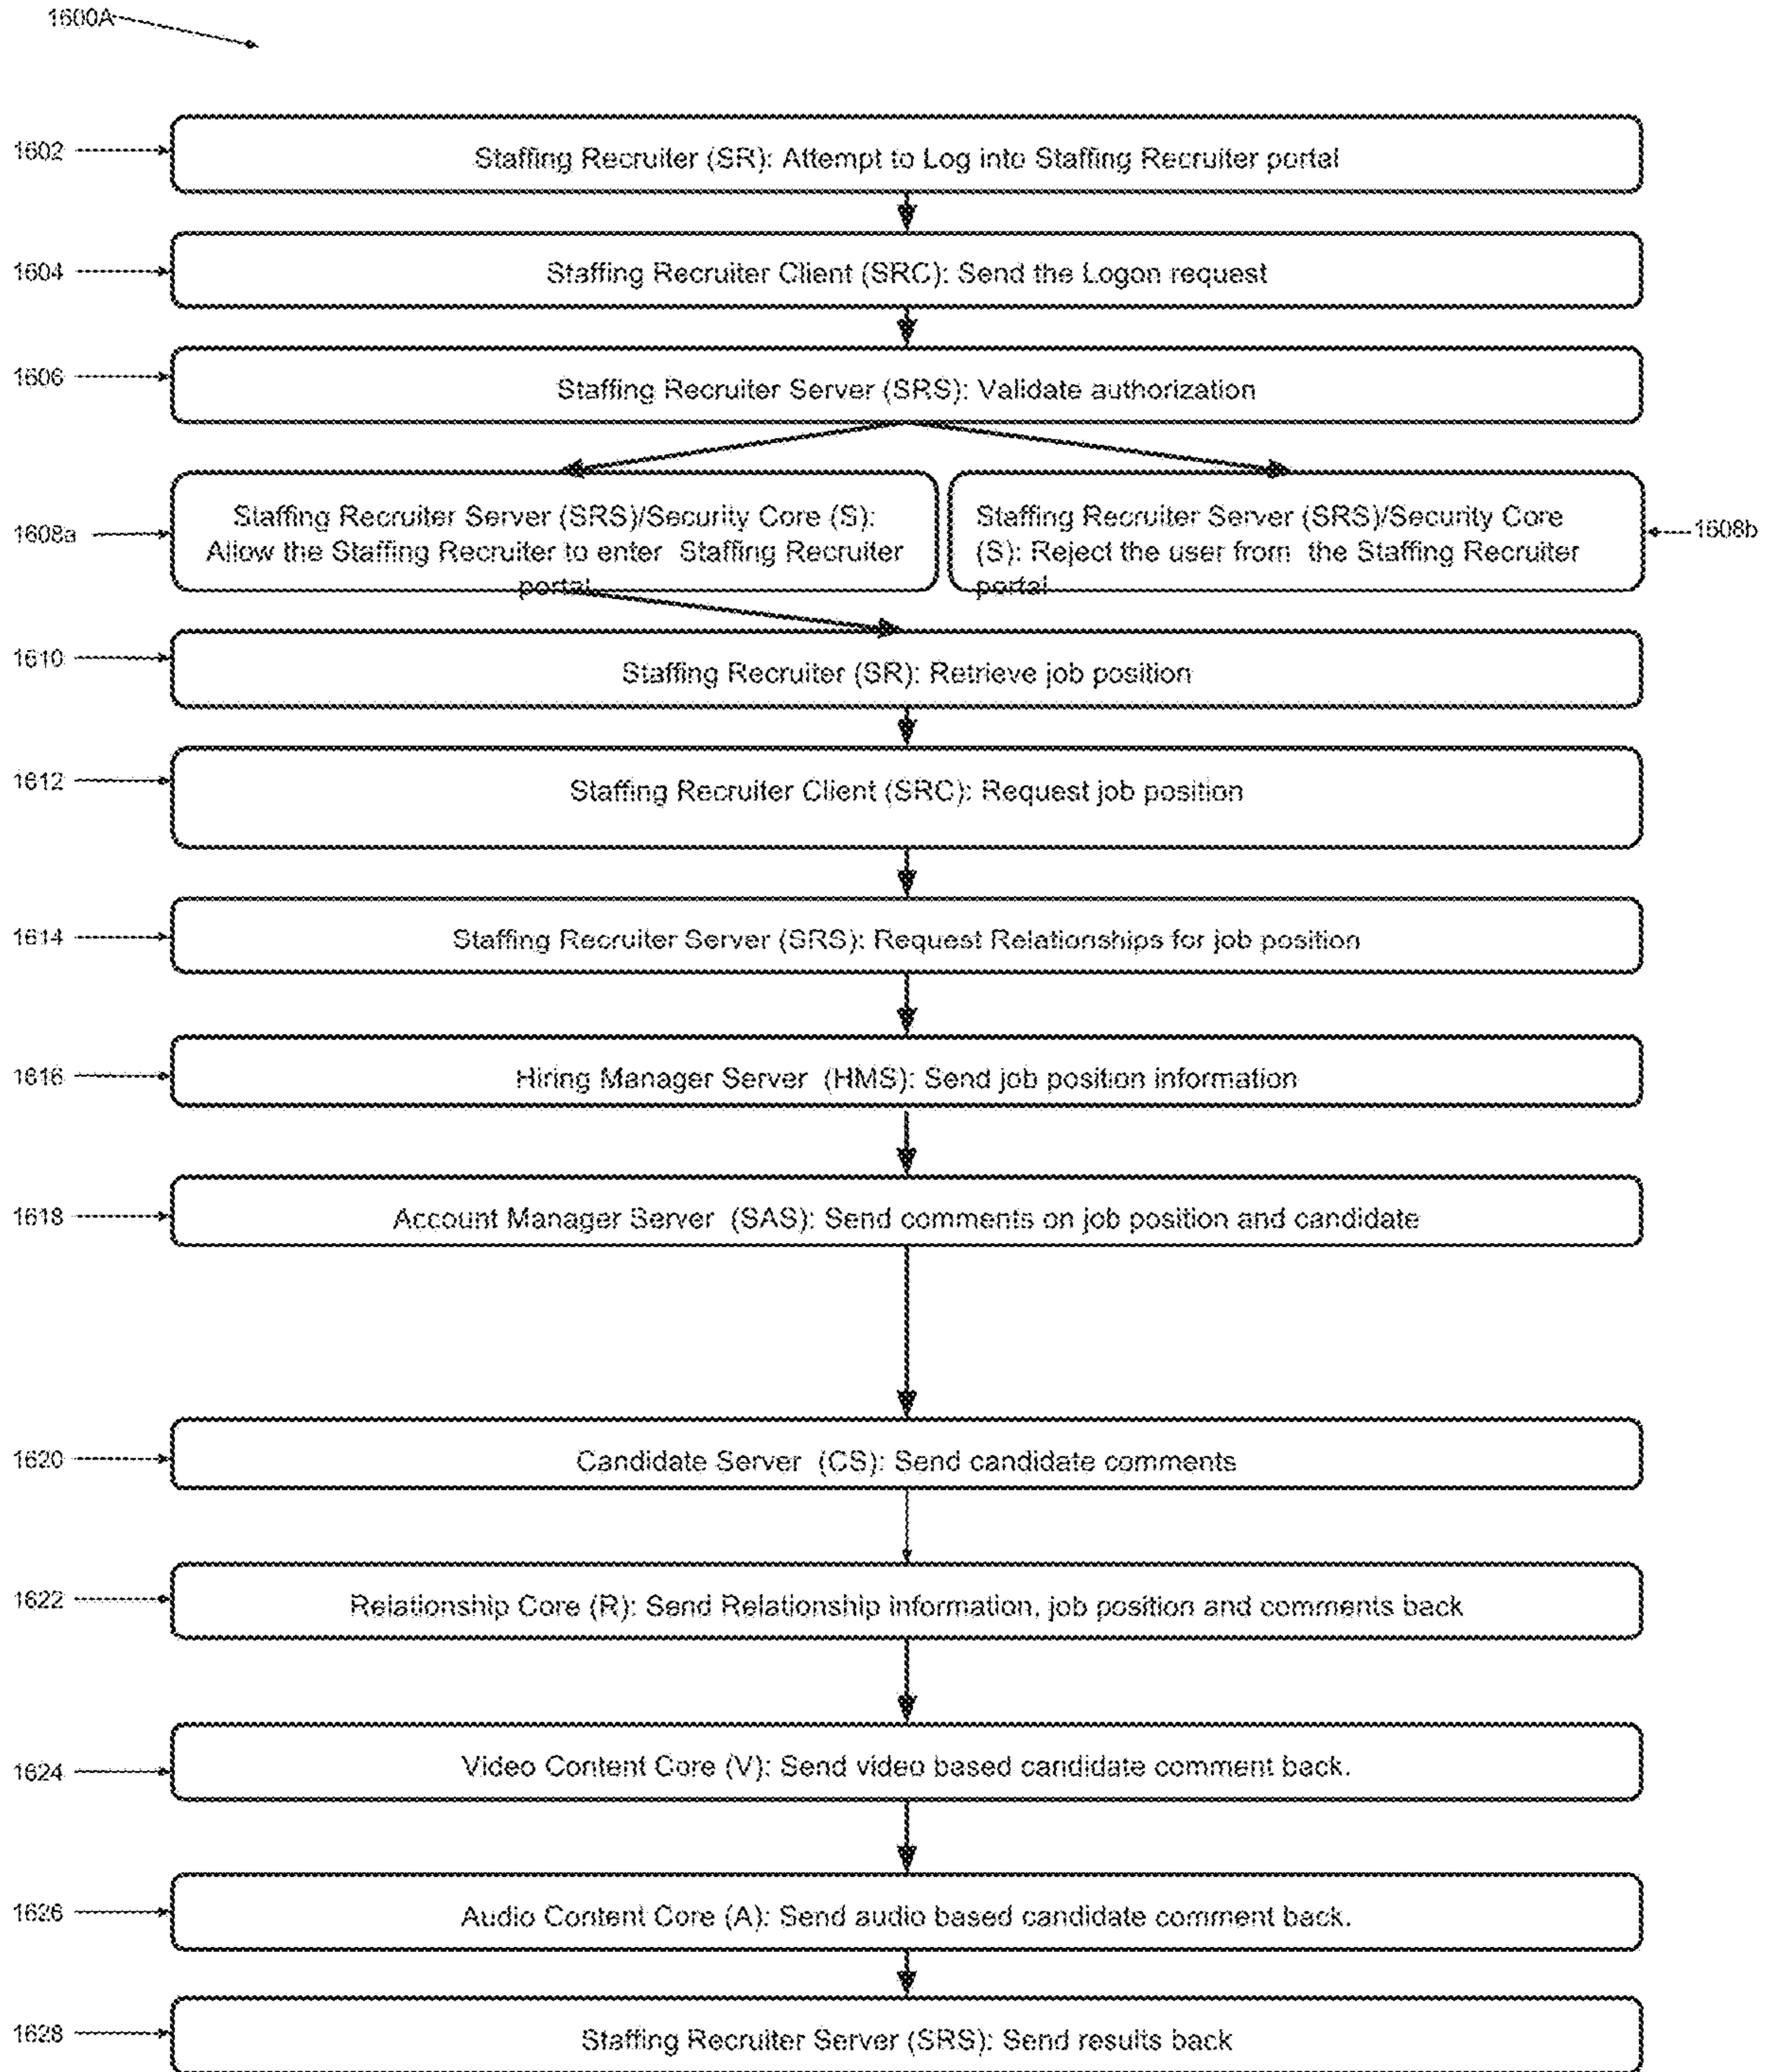 1600A
1602
Staffing Recruiter (SR): Attempt to Log into Staffing Recruiter portal
1604
Staffing Recruiter Client (SRC): Send the Logon request
1606
Staffing Recruiter Server (SRS): Validate authorization
1608a
Staffing Recruiter Server (SRS)/Security Core (S):
Allow the Staffing Recruiter to enter Staffing Recruiter
portal
Staffing Recruiter Server (SRS)/Security Core
(S): Reject the user from the Staffing Recruiter
portal
1608b
1610
Staffing Recruiter (SR): Retrieve job position
1612
Staffing Recruiter Client (SRC): Request job position
1614
Staffing Recruiter Server (SRS): Request Relationships for job position
1616
Hiring Manager Server (HMS): Send job position information
1618
Account Manager Server (SAS): Send comments on job position and candidate
1620
Candidate Server (CS): Send candidate comments
1622
Relationship Core (R): Send Relationship information, job position and comments back
1624
Video Content Core (V): Send video based candidate comment back.
1626
Audio Content Core (A): Send audio based candidate comment back.
1628
Staffing Recruiter Server (SRS): Send results back